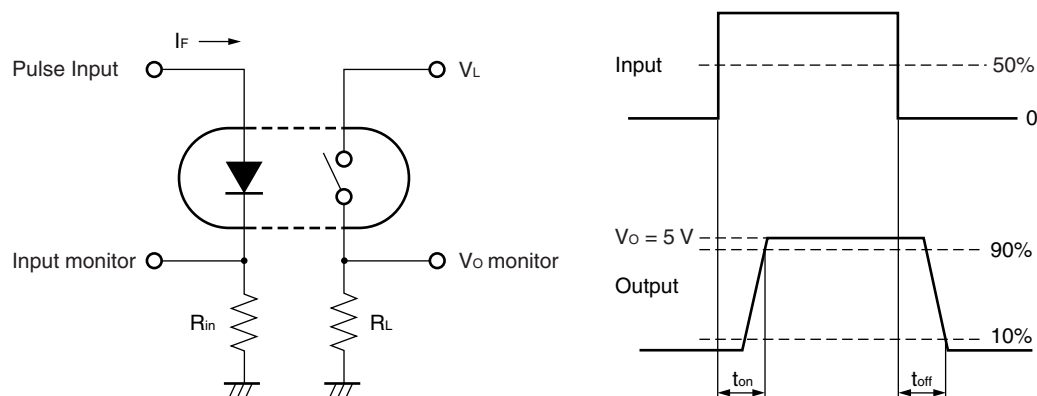 IF
Pulse Input
VL
Input monitor
VO monitor
Rin
RL
Input
50%
0
VO = 5 V
90%
Output
10%
ton
toff